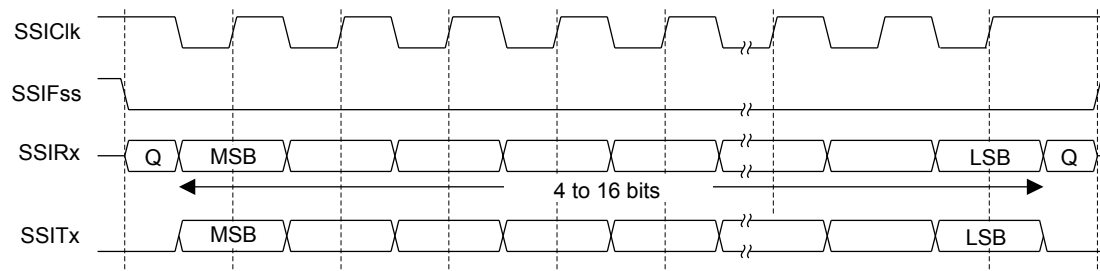 SSIClk
SSIFss
SSIRx Q MSB LSB Q
4 to 16 bits
SSITx MSB LSB